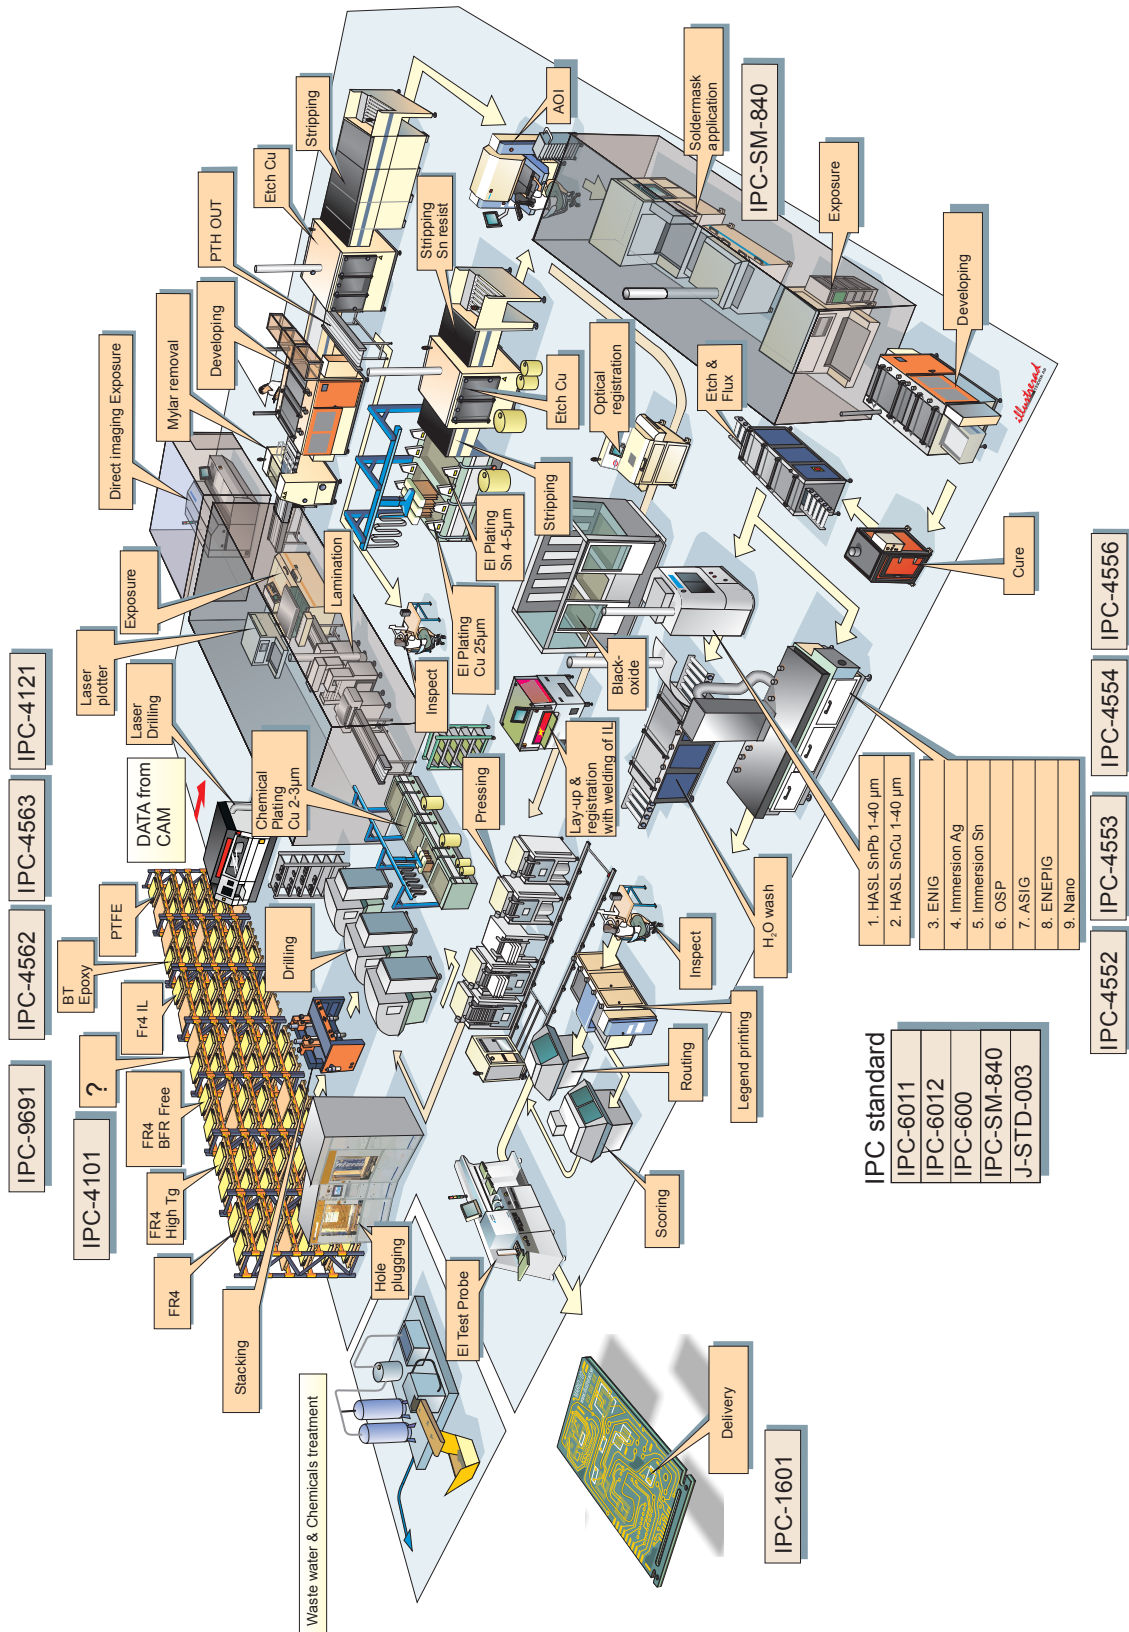 IPC-9691
IPC-4562
IPC-4563
IPC-4121
IPC-4101
?
FR4
FR4
High Tg
FR4
BFR Free
Fr4 IL
BT
Epoxy
PTFE
DATA from
CAM
Laser
Drilling
Laser
plotter
Exposure
Direct imaging Exposure
Mylar removal
Developing
PTH OUT
Etch Cu
Stripping
Stacking
Hole
plugging
Drilling
Chemical
Plating
Cu 2-3µm
Lamination
Inspect
El Plating
Cu 25µm
El Plating
Sn 4-5µm
Stripping
Etch Cu
Stripping
Sn resist
AOI
Optical
registration
Soldermask
application
IPC-SM-840
Exposure
Developing
illustrerad
Etch &
Flux
Cure
Black-
oxide
Lay-up &
registration
with welding of IL
Pressing
Waste water & Chemicals treatment
El Test Probe
Scoring
Routing
Legend printing
Inspect
H₂O wash
1. HASL SnPb 1-40 µm
2. HASL SnCu 1-40 µm
3. ENIG
4. Immersion Ag
5. Immersion Sn
6. OSP
7. ASIG
8. ENEPIG
9. Nano
IPC-4552
IPC-4553
IPC-4554
IPC-4556
IPC standard
IPC-6011
IPC-6012
IPC-600
IPC-SM-840
J-STD-003
Delivery
IPC-1601